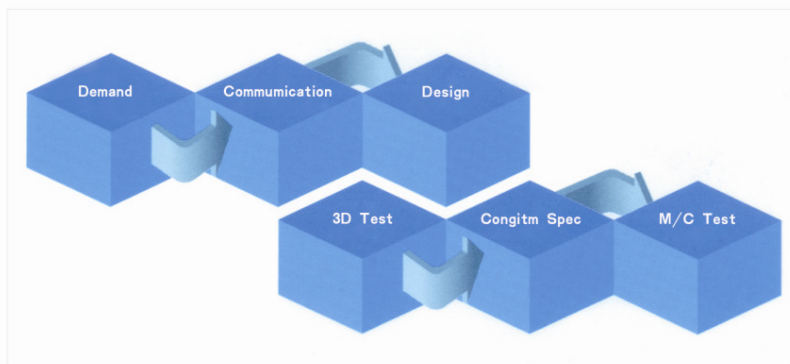 Demand
Commumication
Design
3D Test
Congitm Spec
M/C Test